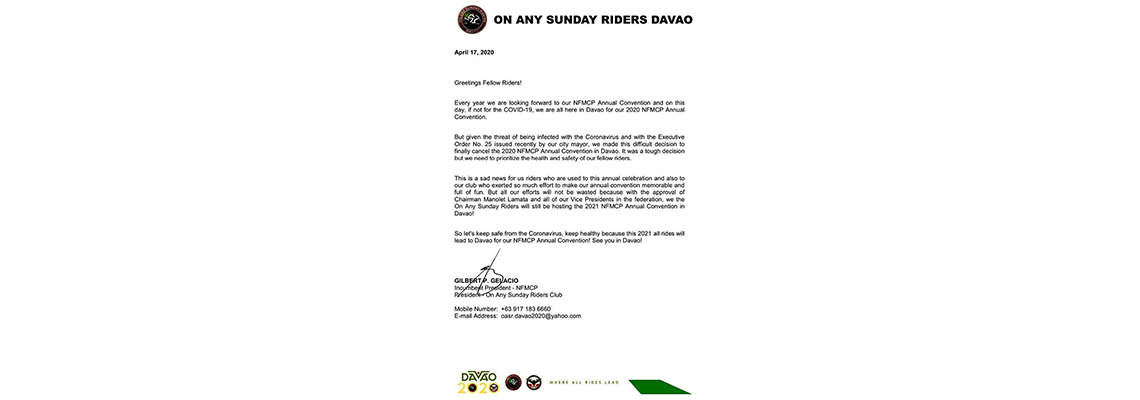 ON ANY SUNDAY RIDERS DAVAO
April 17, 2020
Greetings Fellow Riders!
Every year we are looking forward to our NFMCP Annual Convention and on this
day, if not for the COVID-19, we are all here in Davao for our 2020 NFMCP Annual
Convention.
But given the threat of being infected with the Coronavirus and with the Executive
Order No. 25 issued recently by our city mayor, we made this difficult decision to
finally cancel the 2020 NFMCP Annual Convention in Davao. It was a tough decision
but we need to prioritize the health and safety of our fellow riders.
This is a sad news for us riders who are used to this annual celebration and also to
our club who exerted so much effort to make our annual convention memorable and
full of fun. But all our efforts will not be wasted because with the approval of
Chairman Manolet Lamata and all of our Vice Presidents in the federation, we the
On Any Sunday Riders will still be hosting the 2021 NFMCP Annual Convention in
Davao!
So let's keep safe from the Coronavirus, keep healthy because this 2021 all rides will
lead to Davao for our NFMCP Annual Convention! See you in Davao!
GILBERT P. GELACIO
Incumbent President - NFMCP
President - On Any Sunday Riders Club
Mobile Number: +63 917 183 6660
E-mail Address: oasr.davao2020@yahoo.com
DAVAO
2020
WHERE ALL RIDES LEAD